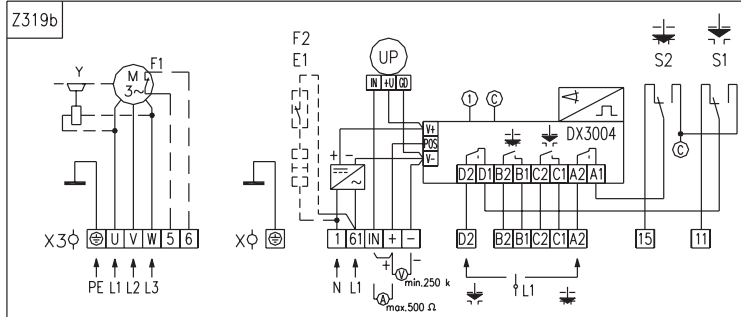 Z319b
F2
E1
UP
S2
S1
Y
M
3~
F1
IN
+U
GD
1
C
V+
POS
V-
DX3004
+
-
D2
D1
B2
B1
C2
C1
A2
A1
C
X3
U
V
W
5
6
X
1
61
IN
+
-
D2
B2
B1
C2
C1
A2
15
11
PE
L1
L2
L3
N
L1
+
-
V
min.250 k
A
max.500 Ω
L1